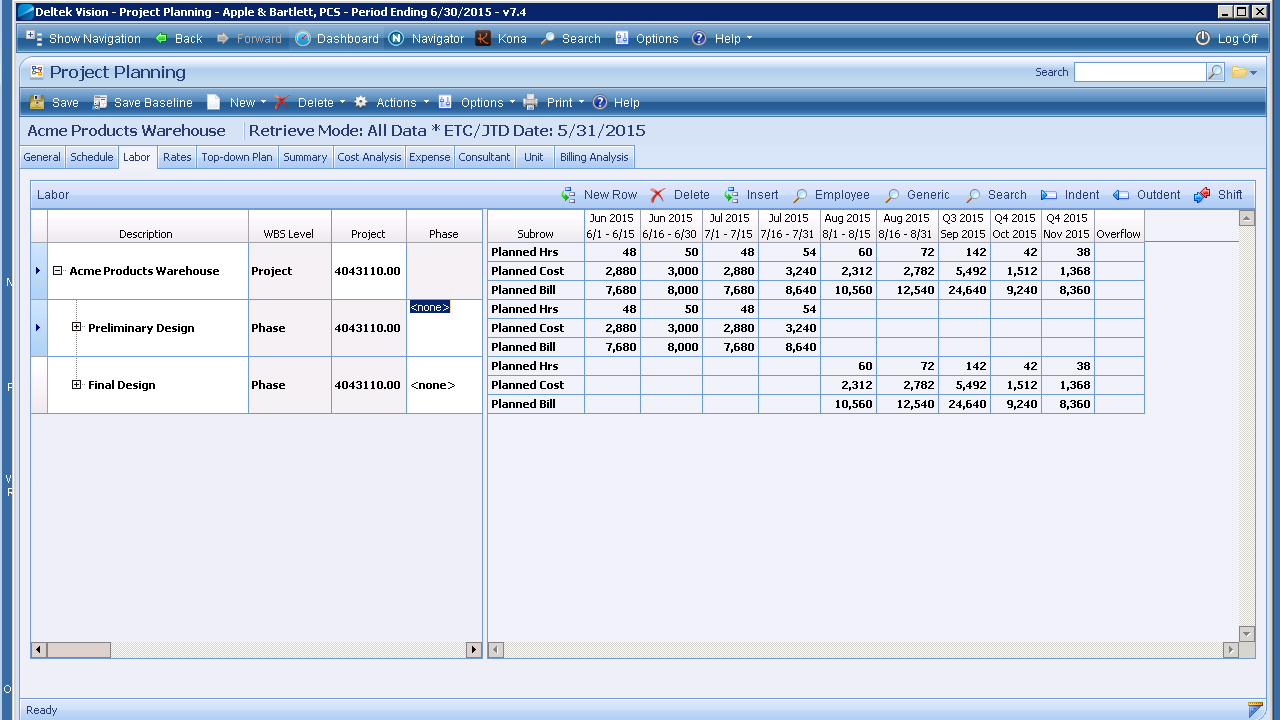 Deltek Vision - Project Planning - Apple & Bartlett, PCS - Period Ending 6/30/2015 - v7.4
Show Navigation Back Forward Dashboard Navigator Kona Search Options Help Log Off
Project Planning Search
Save Save Baseline New Delete Actions Options Print Help
Acme Products Warehouse Retrieve Mode: All Data * ETC/JTD Date: 5/31/2015
General Schedule Labor Rates Top-down Plan Summary Cost Analysis Expense Consultant Unit Billing Analysis
Labor New Row Delete Insert Employee Generic Search Indent Outdent Shift
Jun 2015 Jun 2015 Jul 2015 Jul 2015 Aug 2015 Aug 2015 Q3 2015 Q4 2015 Q4 2015
Description WBS Level Project Phase Subrow 6/1 - 6/15 6/16 - 6/30 7/1 - 7/15 7/16 - 7/31 8/1 - 8/15 8/16 - 8/31 Sep 2015 Oct 2015 Nov 2015 Overflow
Planned Hrs 48 50 48 54 60 72 142 42 38
Acme Products Warehouse Project 4043110.00 Planned Cost 2,880 3,000 2,880 3,240 2,312 2,782 5,492 1,512 1,368
Planned Bill 7,680 8,000 7,680 8,640 10,560 12,540 24,640 9,240 8,360
<none> Planned Hrs 48 50 48 54
Preliminary Design Phase 4043110.00 Planned Cost 2,880 3,000 2,880 3,240
Planned Bill 7,680 8,000 7,680 8,640
Planned Hrs 60 72 142 42 38
Final Design Phase 4043110.00 <none> Planned Cost 2,312 2,782 5,492 1,512 1,368
Planned Bill 10,560 12,540 24,640 9,240 8,360
Ready